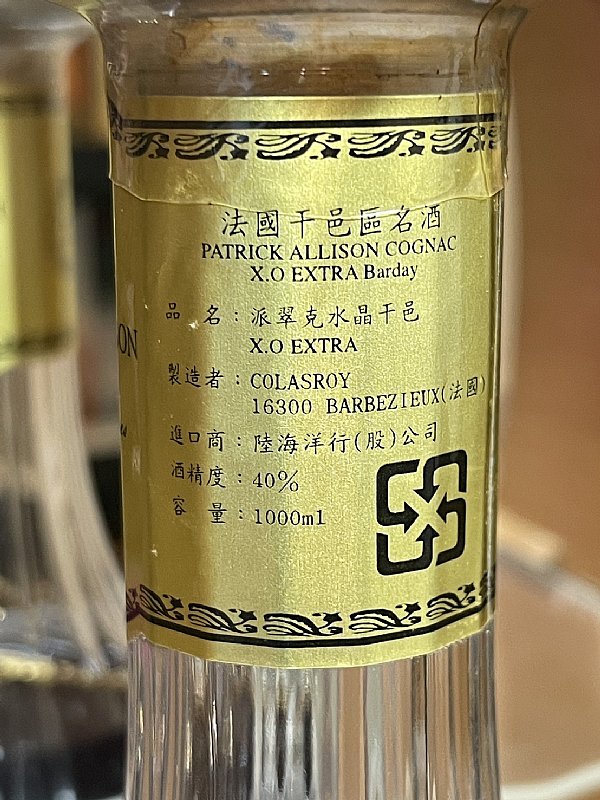 法國干邑區名酒
PATRICK ALLISON COGNAC
X.O EXTRA Barday
品 名：派翠克水晶干邑
X.O EXTRA
製造者：COLASROY
16300 BARBEZIEUX(法國)
進口商：陸海洋行(股)公司
酒精度：40%
容 量：1000ml
ON